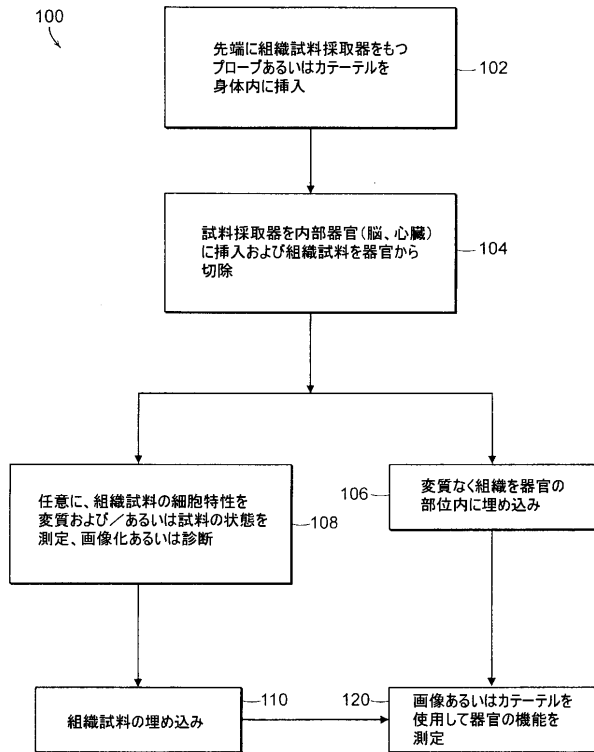 100
先端に組織試料採取器をもつ
プローブあるいはカテーテルを
身体内に挿入
102
試料採取器を内部器官(脳、心臓)
に挿入および組織試料を器官から
切除
104
任意に、組織試料の細胞特性を
変質および/あるいは試料の状態を
測定、画像化あるいは診断
108
106
変質なく組織を器官の
部位内に埋め込み
組織試料の埋め込み
110
120
画像あるいはカテーテルを
使用して器官の機能を
測定